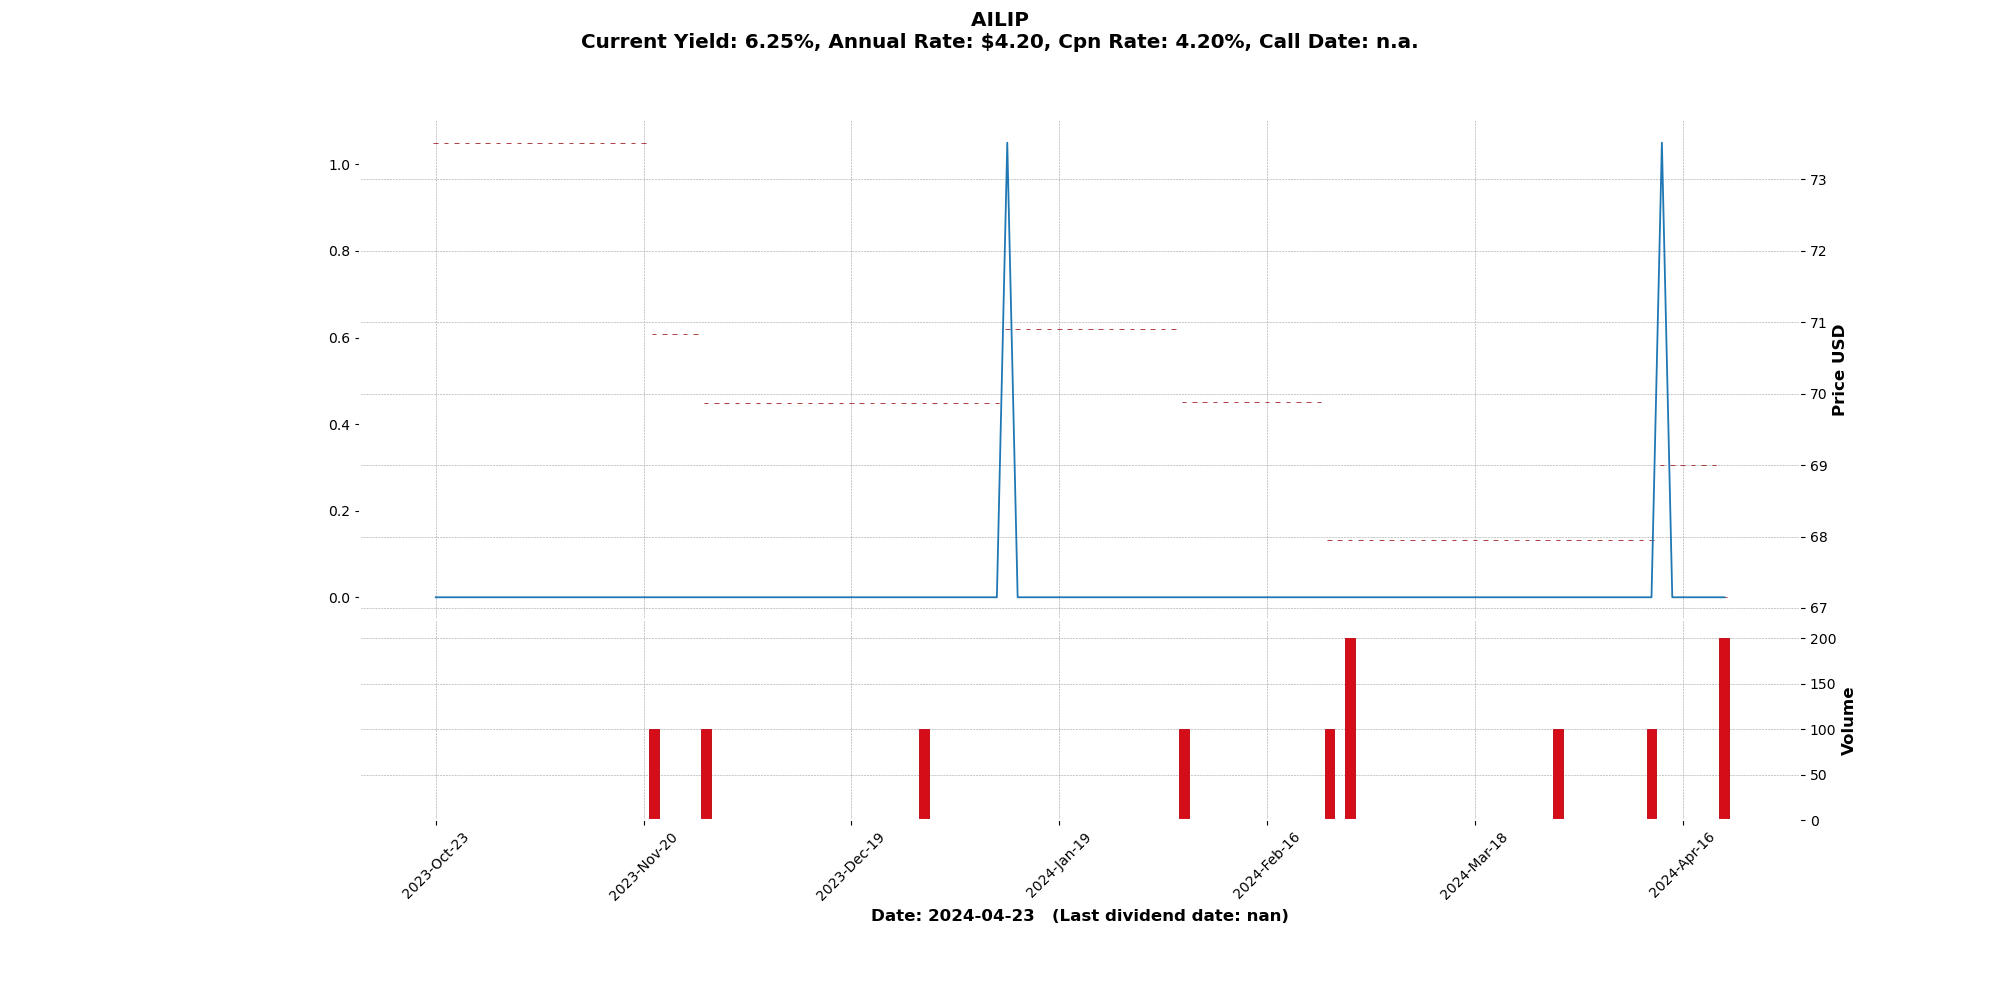 AILIP
Current Yield: 6.25%, Annual Rate: $4.20, Cpn Rate: 4.20%, Call Date: n.a.
1.0
0.8
0.6
0.4
0.2
0.0
73
72
71
70
69
68
67
Price USD
200
150
100
50
0
Volume
2023-Oct-23
2023-Nov-20
2023-Dec-19
2024-Jan-19
2024-Feb-16
2024-Mar-18
2024-Apr-16
Date: 2024-04-23   (Last dividend date: nan)